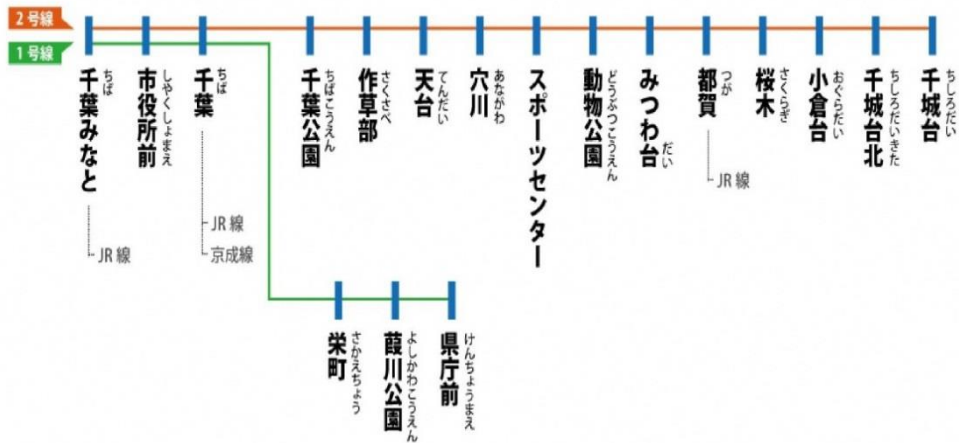 2号線
1号線
千葉みなと
ちば
JR線
市役所前
しやくしょまえ
千葉
ちば
JR線
京成線
千葉公園
ちばこうえん
作草部
さくさべ
天台
てんだい
穴川
あながわ
スポーツセンター
動物公園
どうぶつこうえん
みつわ台
だい
都賀
つが
JR線
桜木
さくらぎ
小倉台
おぐらだい
千城台北
ちしろだいきた
千城台
ちしろだい
栄町
さかえちょう
葭川公園
よしかわこうえん
県庁前
けんちょうまえ